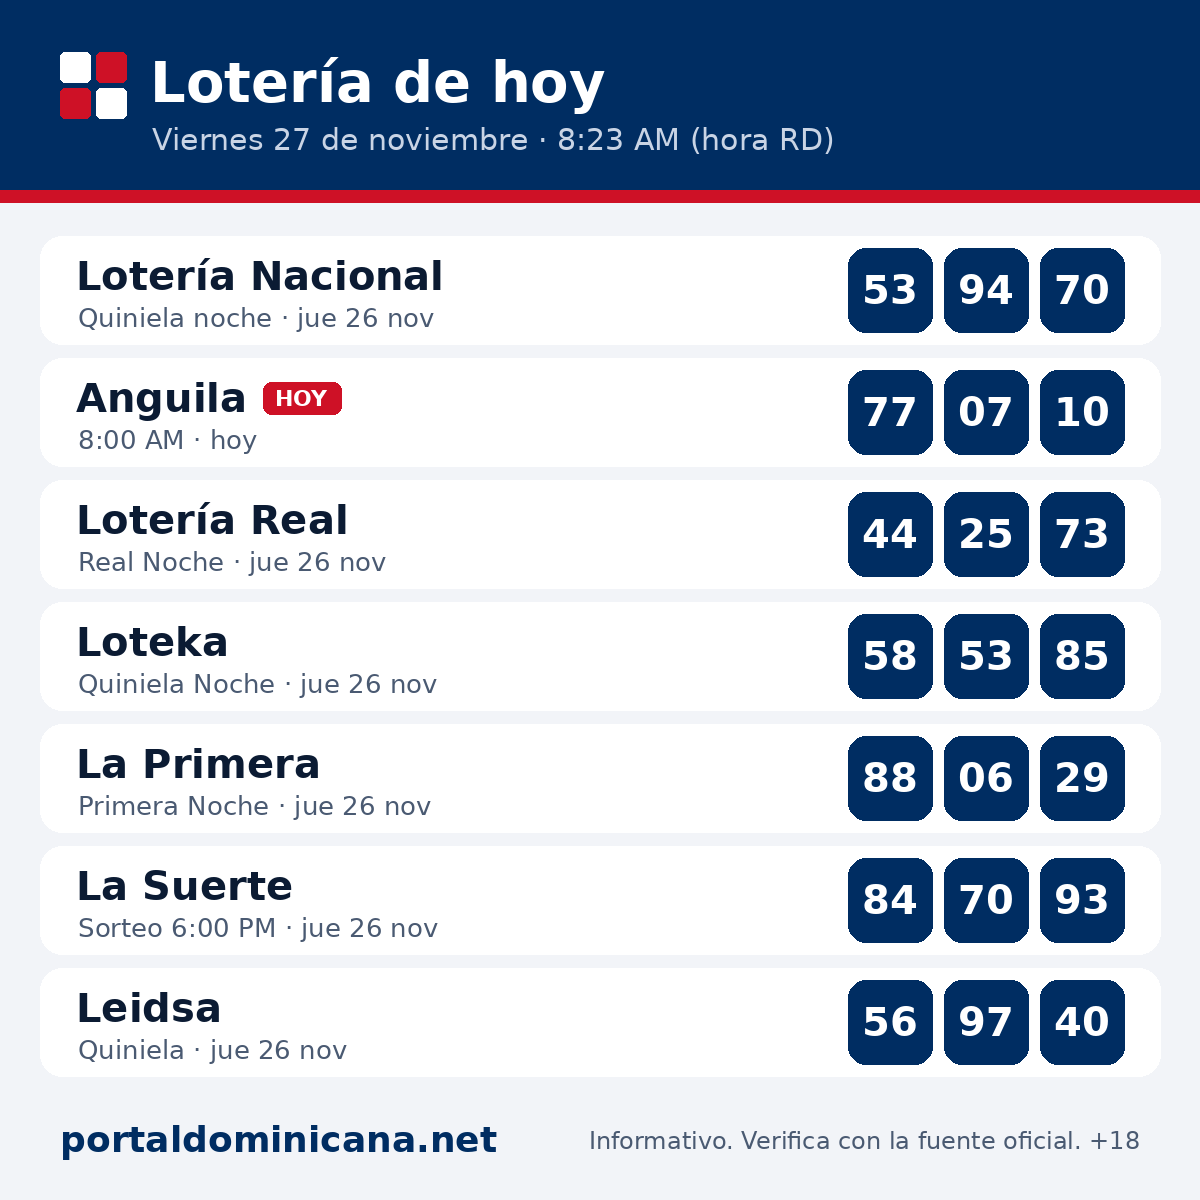 Lotería de hoy
Viernes 27 de noviembre · 8:23 AM (hora RD)
Lotería Nacional
Quiniela noche · jue 26 nov
53 94 70
Anguila HOY
8:00 AM · hoy
77 07 10
Lotería Real
Real Noche · jue 26 nov
44 25 73
Loteka
Quiniela Noche · jue 26 nov
58 53 85
La Primera
Primera Noche · jue 26 nov
88 06 29
La Suerte
Sorteo 6:00 PM · jue 26 nov
84 70 93
Leidsa
Quiniela · jue 26 nov
56 97 40
portaldominicana.net
Informativo. Verifica con la fuente oficial. +18